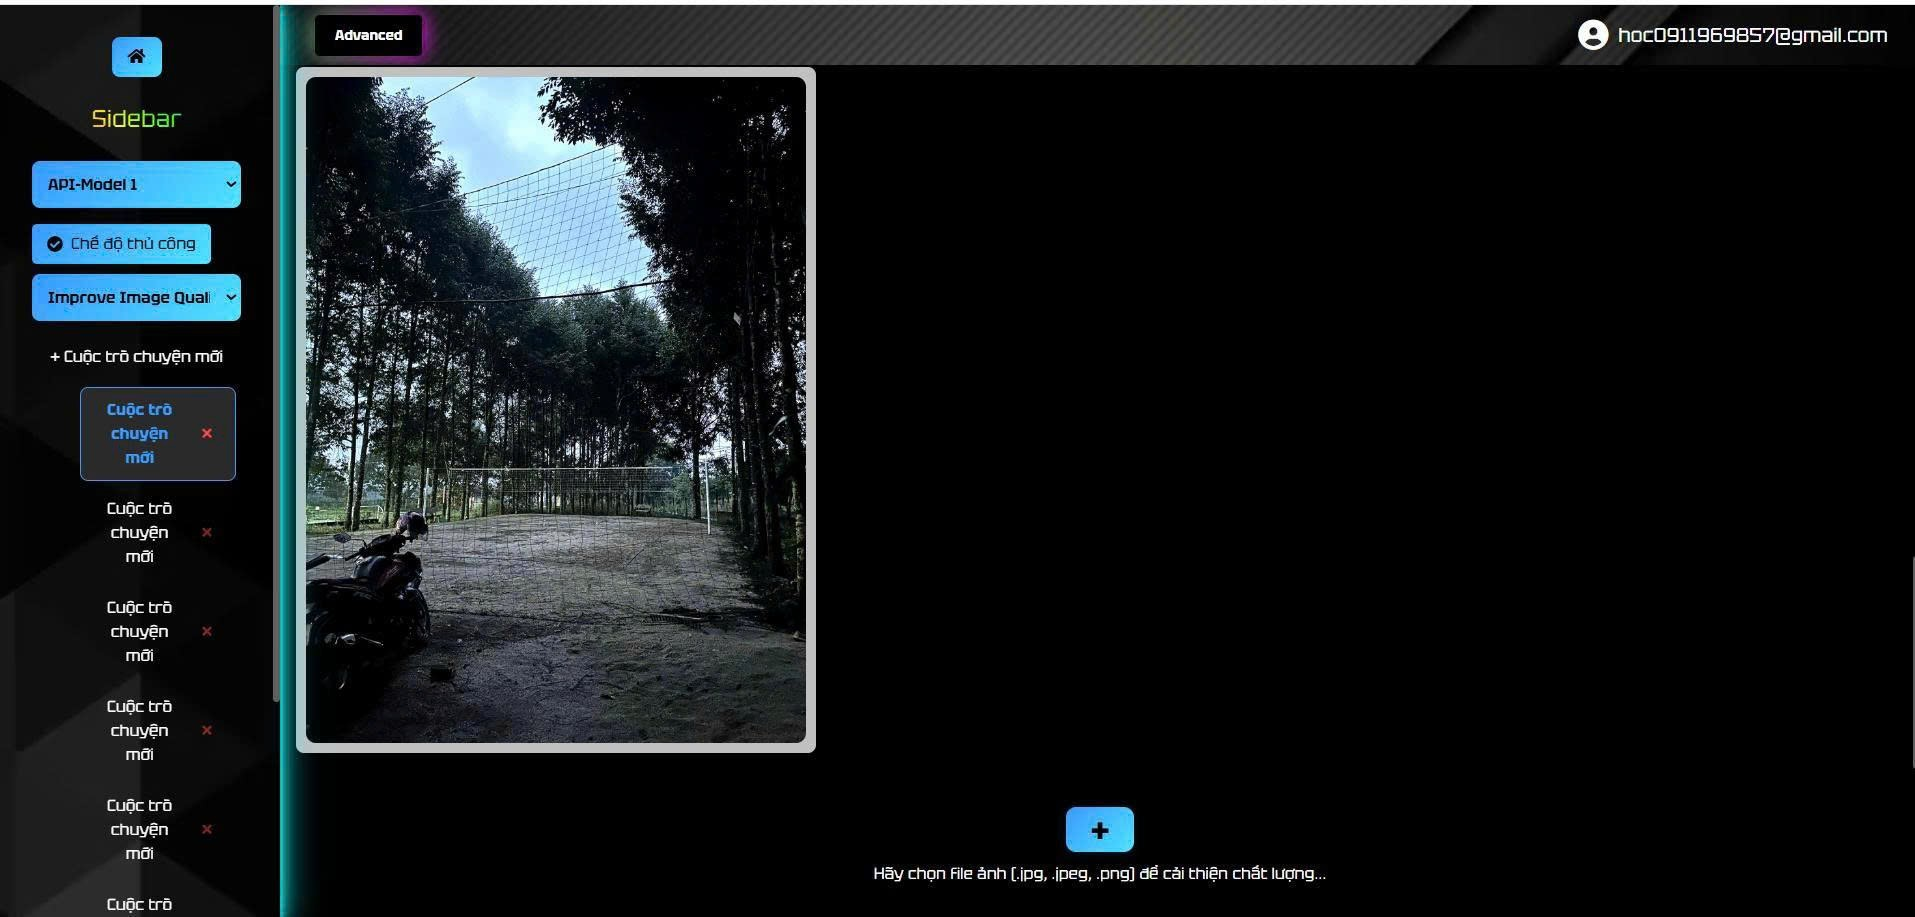 Advanced
hoc0911969857@gmail.com
Sidebar
API-Model 1
Chế độ thủ công
Improve Image Quali
+ Cuộc trò chuyện mới
Cuộc trò
chuyện
mới
Cuộc trò
chuyện
mới
Cuộc trò
chuyện
mới
Cuộc trò
chuyện
mới
Cuộc trò
chuyện
mới
Cuộc trò
Hãy chọn file ảnh (.jpg, .jpeg, .png) để cải thiện chất lượng...